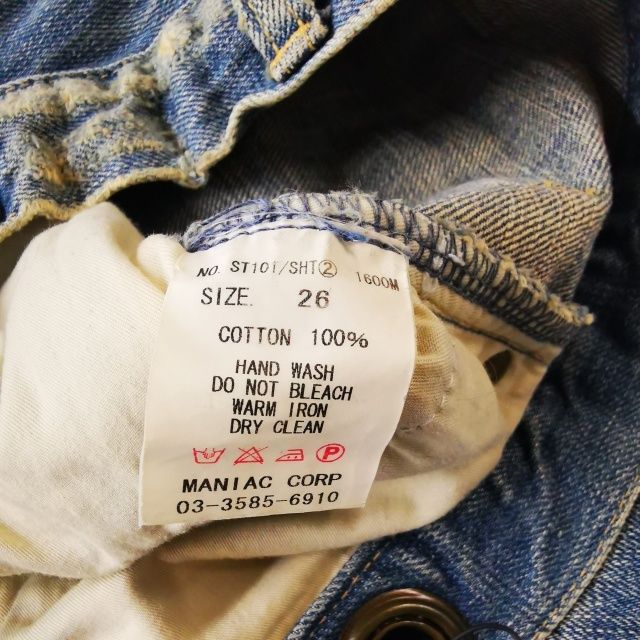 NO. ST101/SHT② 1600M
SIZE. 26
COTTON 100%
HAND WASH
DO NOT BLEACH
WARM IRON
DRY CLEAN
P
MANIAC CORP
03-3585-6910